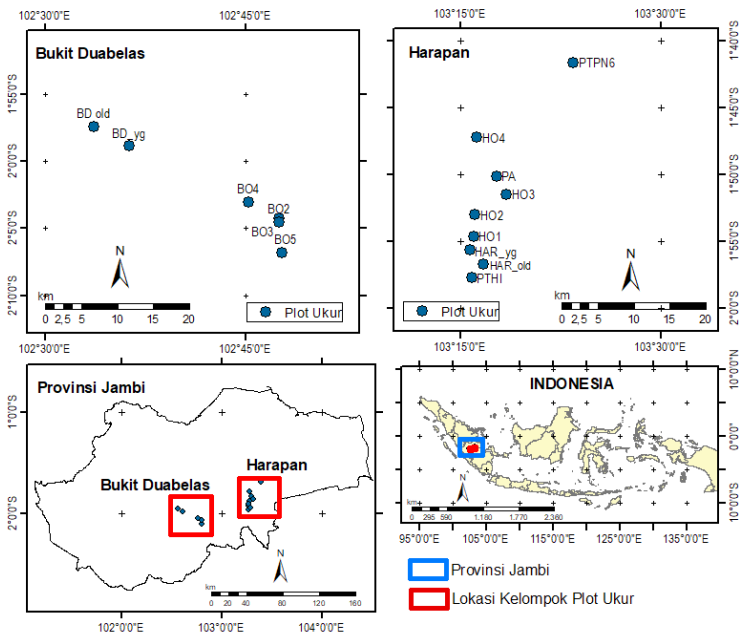 102°30'0"E 102°45'0"E
Bukit Duabelas
1°55'0"S
2°0'0"S
2°5'0"S
2°10'0"S
BD old
BD_yg
BO4
BO2
BO3
BO5
N
km
0 2,5 5 10 15 20
Plot Ukur
102°30'0"E 102°45'0"E
103°15'0"E 103°30'0"E
Harapan
1°40'0"S
1°45'0"S
1°50'0"S
1°55'0"S
2°0'0"S
PTPN6
HO4
PA
HO3
HO2
HO1
HAR_yg
HAR_old
PTHI
N
km
0 2,5 5 10 15 20
Plot Ukur
103°15'0"E 103°30'0"E
Provinsi Jambi
1°0'0"S
2°0'0"S
Harapan
Bukit Duabelas
N
km
0 20 40 80 120 160
102°0'0"E 103°0'0"E 104°0'0"E
INDONESIA
10°0'0"N
0°0'0"
10°0'0"S
N
km
0 295 590 1.180 1.770 2.360
95°0'0"E 105°0'0"E 115°0'0"E 125°0'0"E 135°0'0"E
Provinsi Jambi
Lokasi Kelompok Plot Ukur